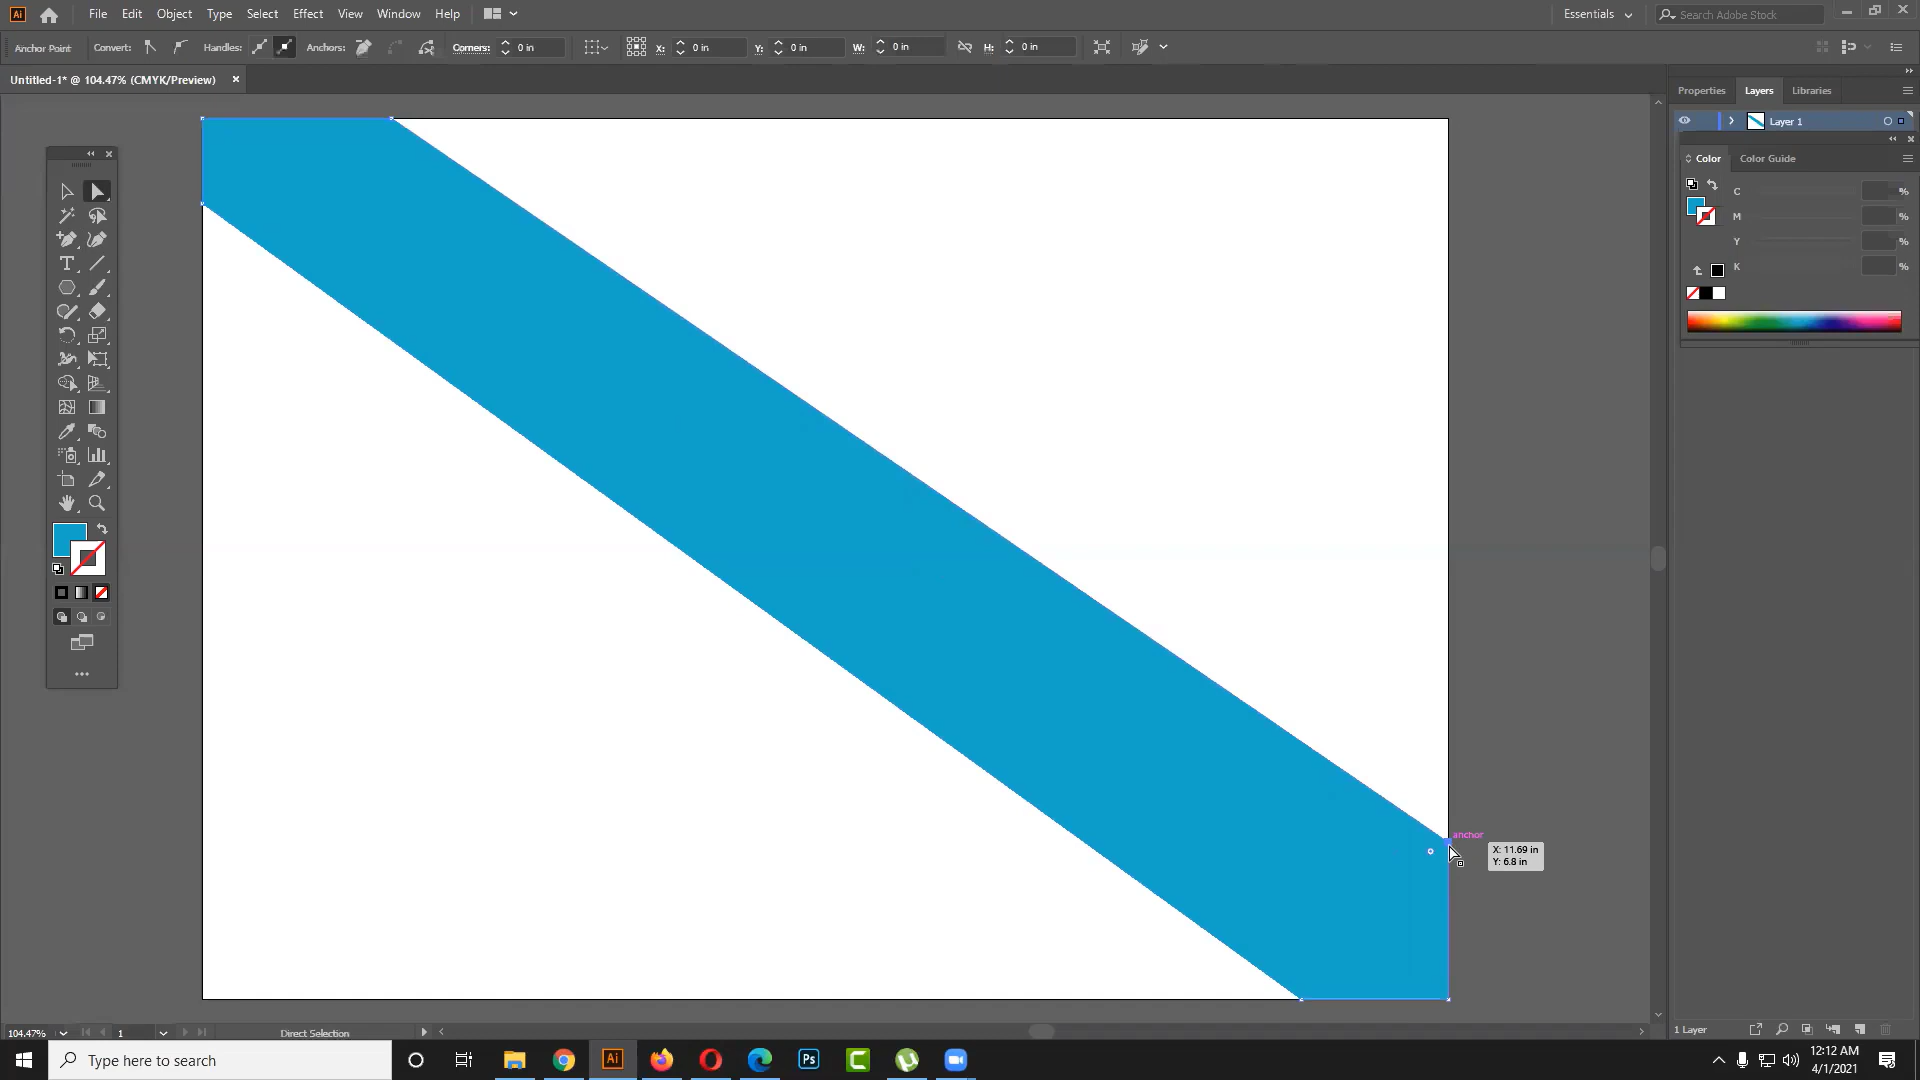 Ai File Edit Object Type Select Effect View Window Help Essentials Search Adobe Stock
Anchor Point Convert: Handles: Anchors: Corners: 0 in X: 0 in Y: 0 in W: 0 in H: 0 in
Untitled-1* @ 104.47% (CMYK/Preview)
Properties Layers Libraries
Layer 1
Color Color Guide
C %
M %
Y %
K %
anchor
X: 11.69 in
Y: 6.8 in
104.47% 1 Direct Selection
1 Layer
Type here to search
Ai
Ps
C
12:12 AM
4/1/2021